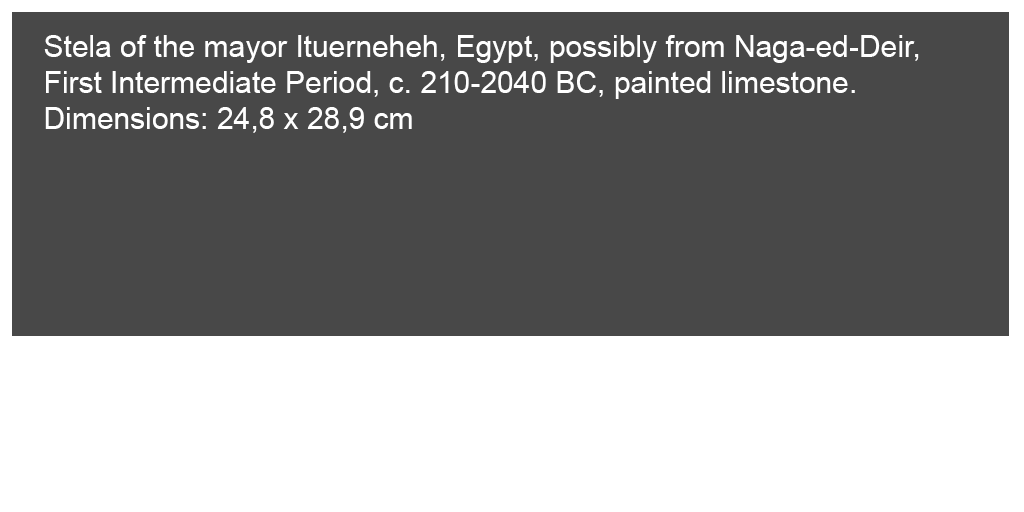 Stela of the mayor Ituerneheh, Egypt, possibly from Naga-ed-Deir,
First Intermediate Period, c. 210-2040 BC, painted limestone.
Dimensions: 24,8 x 28,9 cm